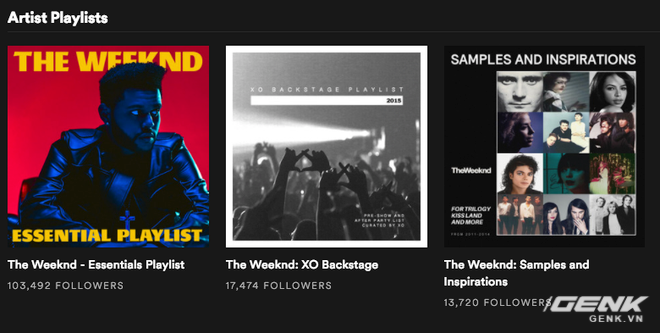 Artist Playlists
THE WEEKND
ESSENTIAL PLAYLIST
The Weeknd - Essentials Playlist
103,492 FOLLOWERS
XO BACKSTAGE PLAYLIST
2015
PRE-SHOW AND
AFTER PARTY LIST
CURATED BY XO
The Weeknd: XO Backstage
17,474 FOLLOWERS
SAMPLES AND INSPIRATIONS
TheWeeknd
FOR TRILOGY
KISS LAND
AND MORE
FROM 2011-2014
The Weeknd: Samples and
Inspirations
13,720 FOLLOWERS
GENK
GENK.VN